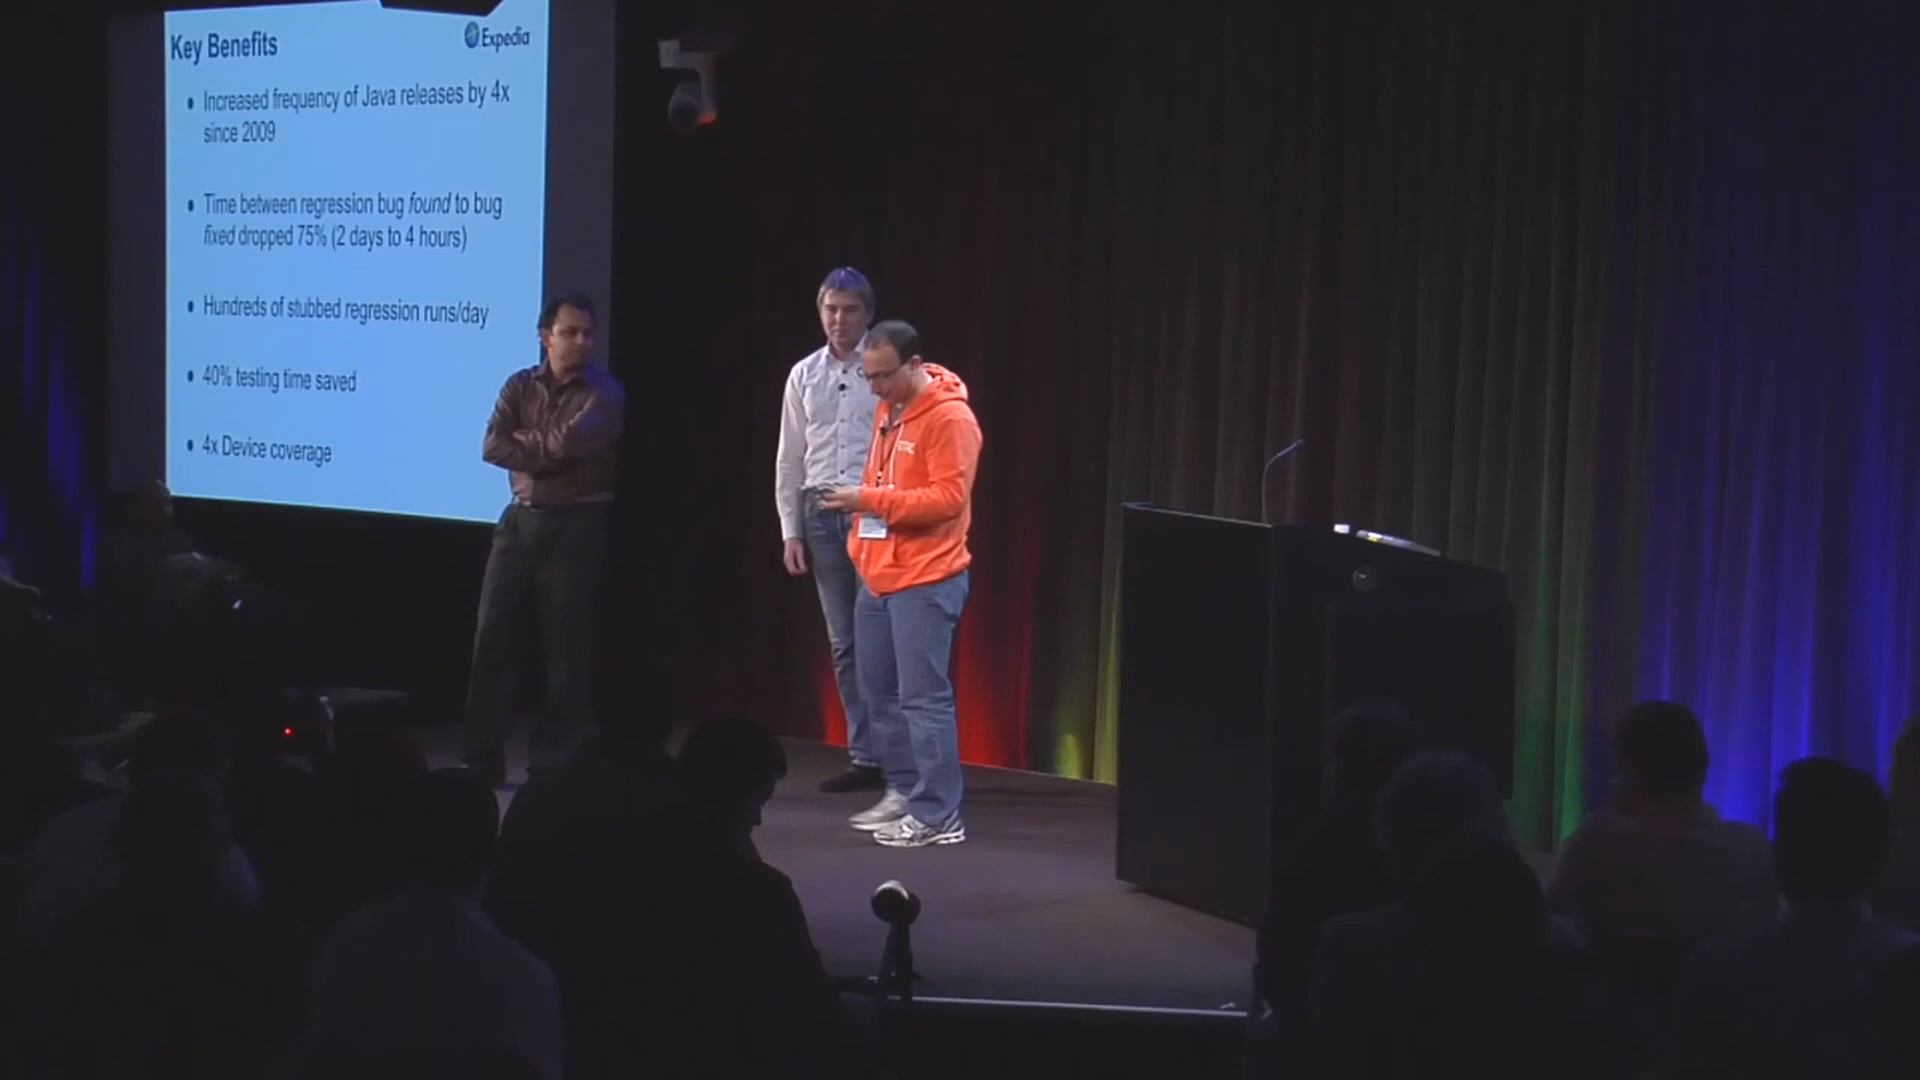 Key Benefits
Expedia
• Increased frequency of Java releases by 4x
since 2009
• Time between regression bug found to bug
fixed dropped 75% (2 days to 4 hours)
• Hundreds of stubbed regression runs/day
• 40% testing time saved
• 4x Device coverage